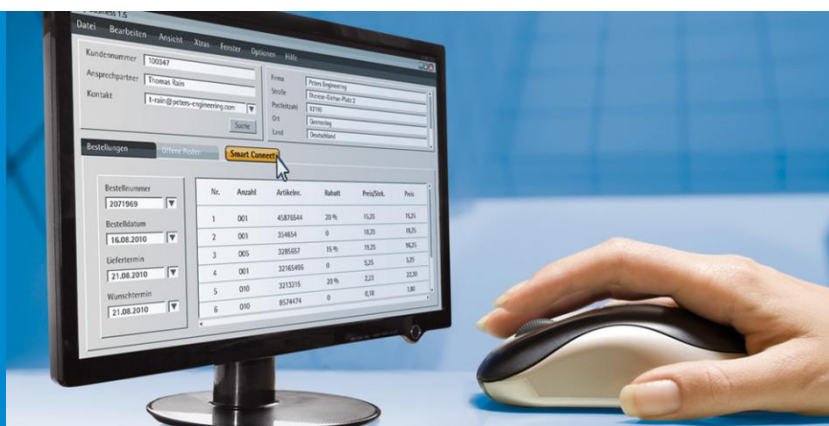 Datei Bearbeiten Ansicht Xtras Fenster Optionen Hilfe
Kundennummer 100347
Ansprechpartner Thomas Rain
Kontakt t-rain@peters-engineering.com
Suche
Firma Peters Engineering
Straße
Postleitzahl
Ort Germering
Land Deutschland
Bestellungen Offene Posten Smart Connect
Bestellnummer
2071969
Bestelldatum
16.08.2010
Liefertermin
21.08.2010
Wunschtermin
21.08.2010
Nr. Anzahl Artikelnr. Rabatt Preis/Stck. Preis
1 001 45876544 20 % 15,25 15,25
2 001 354654 0 18,25 18,25
3 005 3285657 15 % 19,25 96,25
4 001 32165496 0 5,25 5,25
5 010 3213215 20 % 2,23 22,30
6 010 8574474 0 0,18 1,80